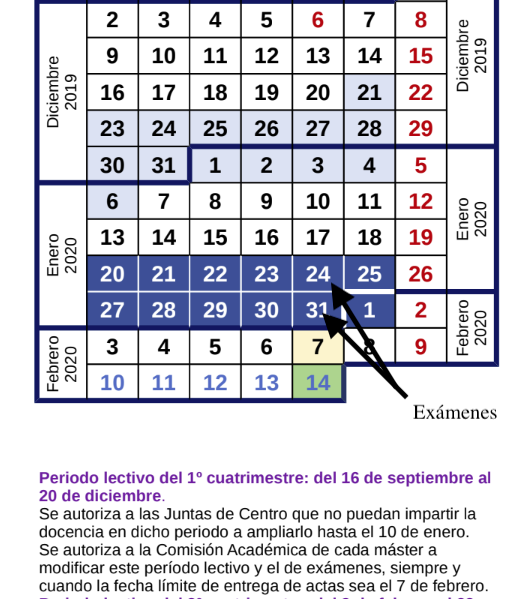 Diciembre 2019
2 3 4 5 6 7 8
Diciembre 2019
9 10 11 12 13 14 15
16 17 18 19 20 21 22
23 24 25 26 27 28 29
30 31 1 2 3 4 5
Enero 2020
6 7 8 9 10 11 12
Enero 2020
13 14 15 16 17 18 19
20 21 22 23 24 25 26
27 28 29 30 31 1 2
Febrero 2020
3 4 5 6 7 8 9
Febrero 2020
10 11 12 13 14
Exámenes
Periodo lectivo del 1º cuatrimestre: del 16 de septiembre al
20 de diciembre.
Se autoriza a las Juntas de Centro que no puedan impartir la
docencia en dicho periodo a ampliarlo hasta el 10 de enero.
Se autoriza a la Comisión Académica de cada máster a
modificar este período lectivo y el de exámenes, siempre y
cuando la fecha límite de entrega de actas sea el 7 de febrero.